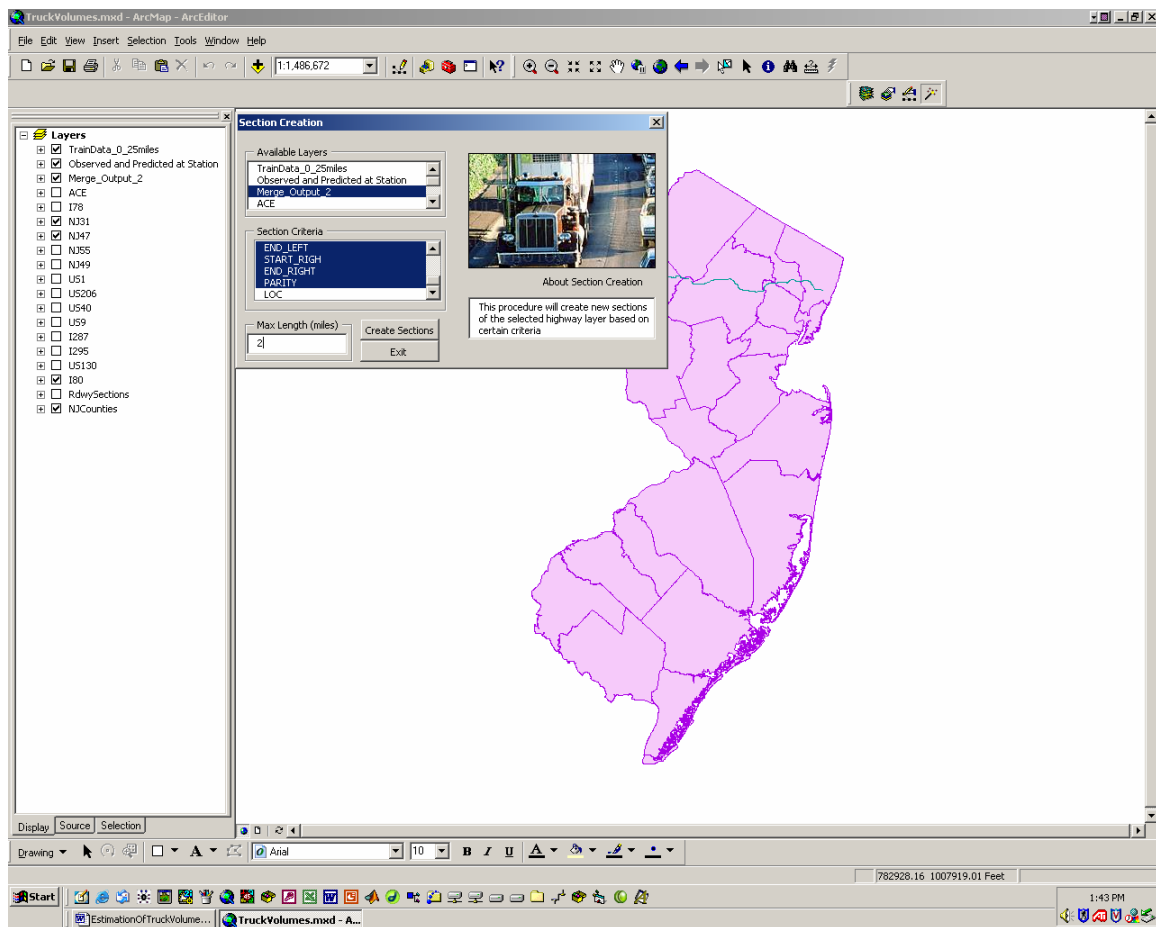 TruckVolumes.mxd - ArcMap - ArcEditor
File Edit View Insert Selection Tools Window Help
1:1,486,672
Layers
TrainData_0_25miles
Observed and Predicted at Station
Merge_Output_2
ACE
I78
NJ31
NJ47
NJ55
NJ49
US1
US206
US40
US9
I287
I295
US130
I80
RdwySections
NJCounties
Section Creation
Available Layers
TrainData_0_25miles
Observed and Predicted at Station
Merge_Output_2
ACE
Section Criteria
END_LEFT
START_RIGH
END_RIGHT
PARITY
LOC
Max Length (miles)
2
Create Sections
Exit
About Section Creation
This procedure will create new sections
of the selected highway layer based on
certain criteria
Display Source Selection
Drawing Arial 10 B I U A
782928.16 1007919.01 Feet
Start
1:43 PM
EstimationOfTruckVolume... TruckVolumes.mxd - A...